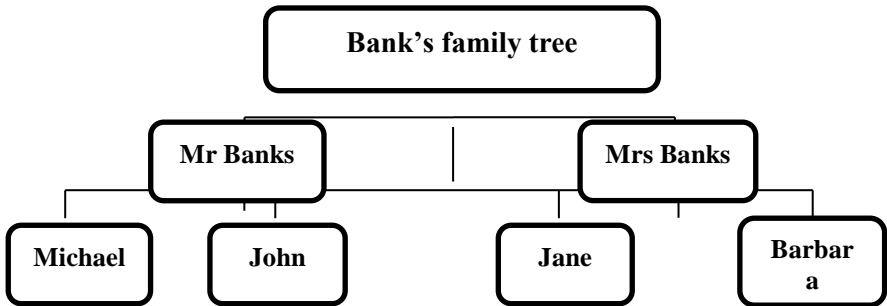 Bank’s family tree
Mr Banks
Mrs Banks
Michael
John
Jane
Barbar
a